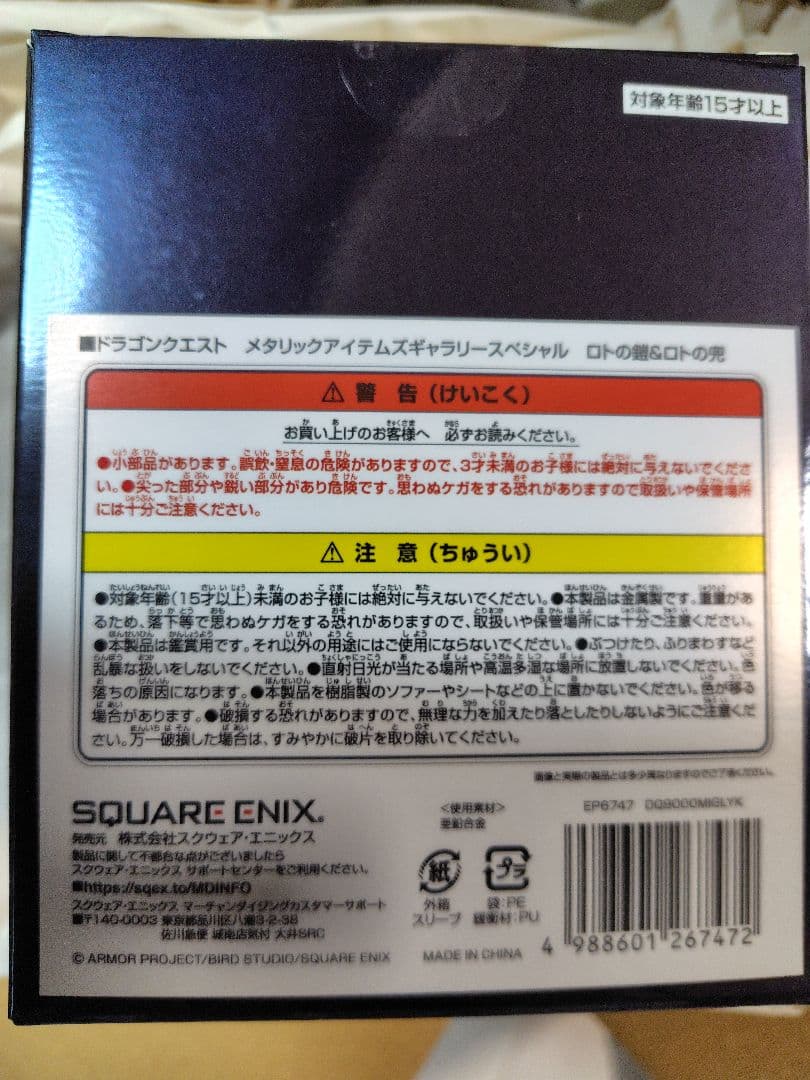 対象年齢15才以上
■ドラゴンクエスト メタリックアイテムズギャラリースペシャル ロトの鎧&ロトの兜
⚠ 警 告 (けいこく)
お買い上げのお客様へ 必ずお読みください。
●小部品があります。誤飲・窒息の危険がありますので、3才未満のお子様には絶対に与えないでくださ
い。●尖った部分や鋭い部分があり危険です。思わぬケガをする恐れがありますので取扱いや保管場所
には十分ご注意ください。
⚠ 注 意 (ちゅうい)
●対象年齢(15才以上)未満のお子様には絶対に与えないでください。●本製品は金属製です。重量があ
るため、落下等で思わぬケガをする恐れがありますので、取扱いや保管場所には十分ご注意ください。
●本製品は鑑賞用です。それ以外の用途にはご使用にならないでください。●ぶつけたり、ふりまわすなど
乱暴な扱いをしないでください。●直射日光が当たる場所や高温多湿な場所に放置しないでください。色
落ちの原因になります。●本製品を樹脂製のソファーやシートなどの上に置かないでください。色が移る
場合があります。●破損する恐れがありますので、無理な力を加えたり落としたりしないようにご注意くだ
さい。万一破損した場合は、すみやかに破片を取り除いてください。
画像と実際の製品とは多少異なりますのでご了承ください。
SQUARE ENIX.
発売元 株式会社スクウェア・エニックス
製品に関して不都合な点がございましたら
スクウェア・エニックス サポートセンターをご利用ください。
■https://sqex.to/MDINFO
スクウェア・エニックス マーチャンダイジングカスタマーサポート
■〒140-0003 東京都品川区八潮3-2-38
佐川急便 城南店気付 大井SRC
© ARMOR PROJECT/BIRD STUDIO/SQUARE ENIX
<使用素材>
亜鉛合金
紙
外箱
スリーブ
プラ
袋:PE
緩衝材:PU
MADE IN CHINA
EP6747 DQ9000MIGLYK
4 988601 267472